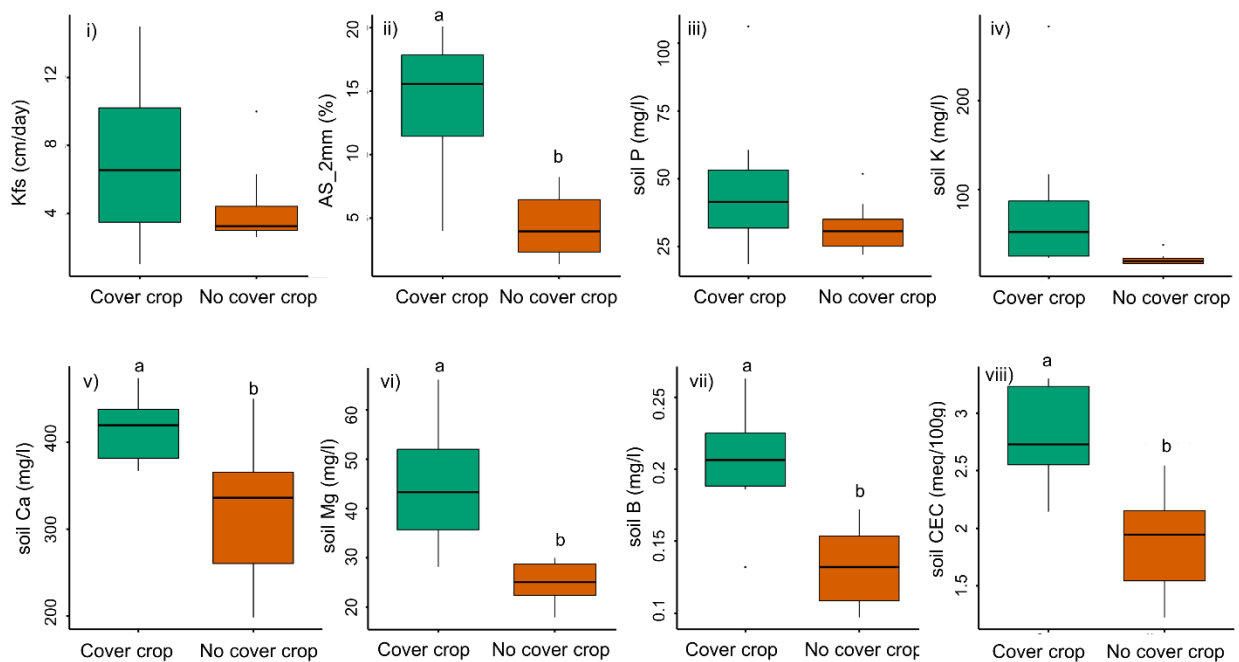 i)
Kfs (cm/day)
12
8
4
Cover crop
No cover crop
ii)
a
b
AS_2mm (%)
20
15
10
5
Cover crop
No cover crop
iii)
soil P (mg/l)
100
75
50
25
Cover crop
No cover crop
iv)
soil K (mg/l)
200
100
Cover crop
No cover crop
v)
a
b
soil Ca (mg/l)
400
300
200
Cover crop
No cover crop
vi)
a
b
soil Mg (mg/l)
60
50
40
30
20
Cover crop
No cover crop
vii)
a
b
soil B (mg/l)
0.25
0.2
0.15
0.1
Cover crop
No cover crop
viii)
a
b
soil CEC (meq/100g)
3
2.5
2
1.5
Cover crop
No cover crop